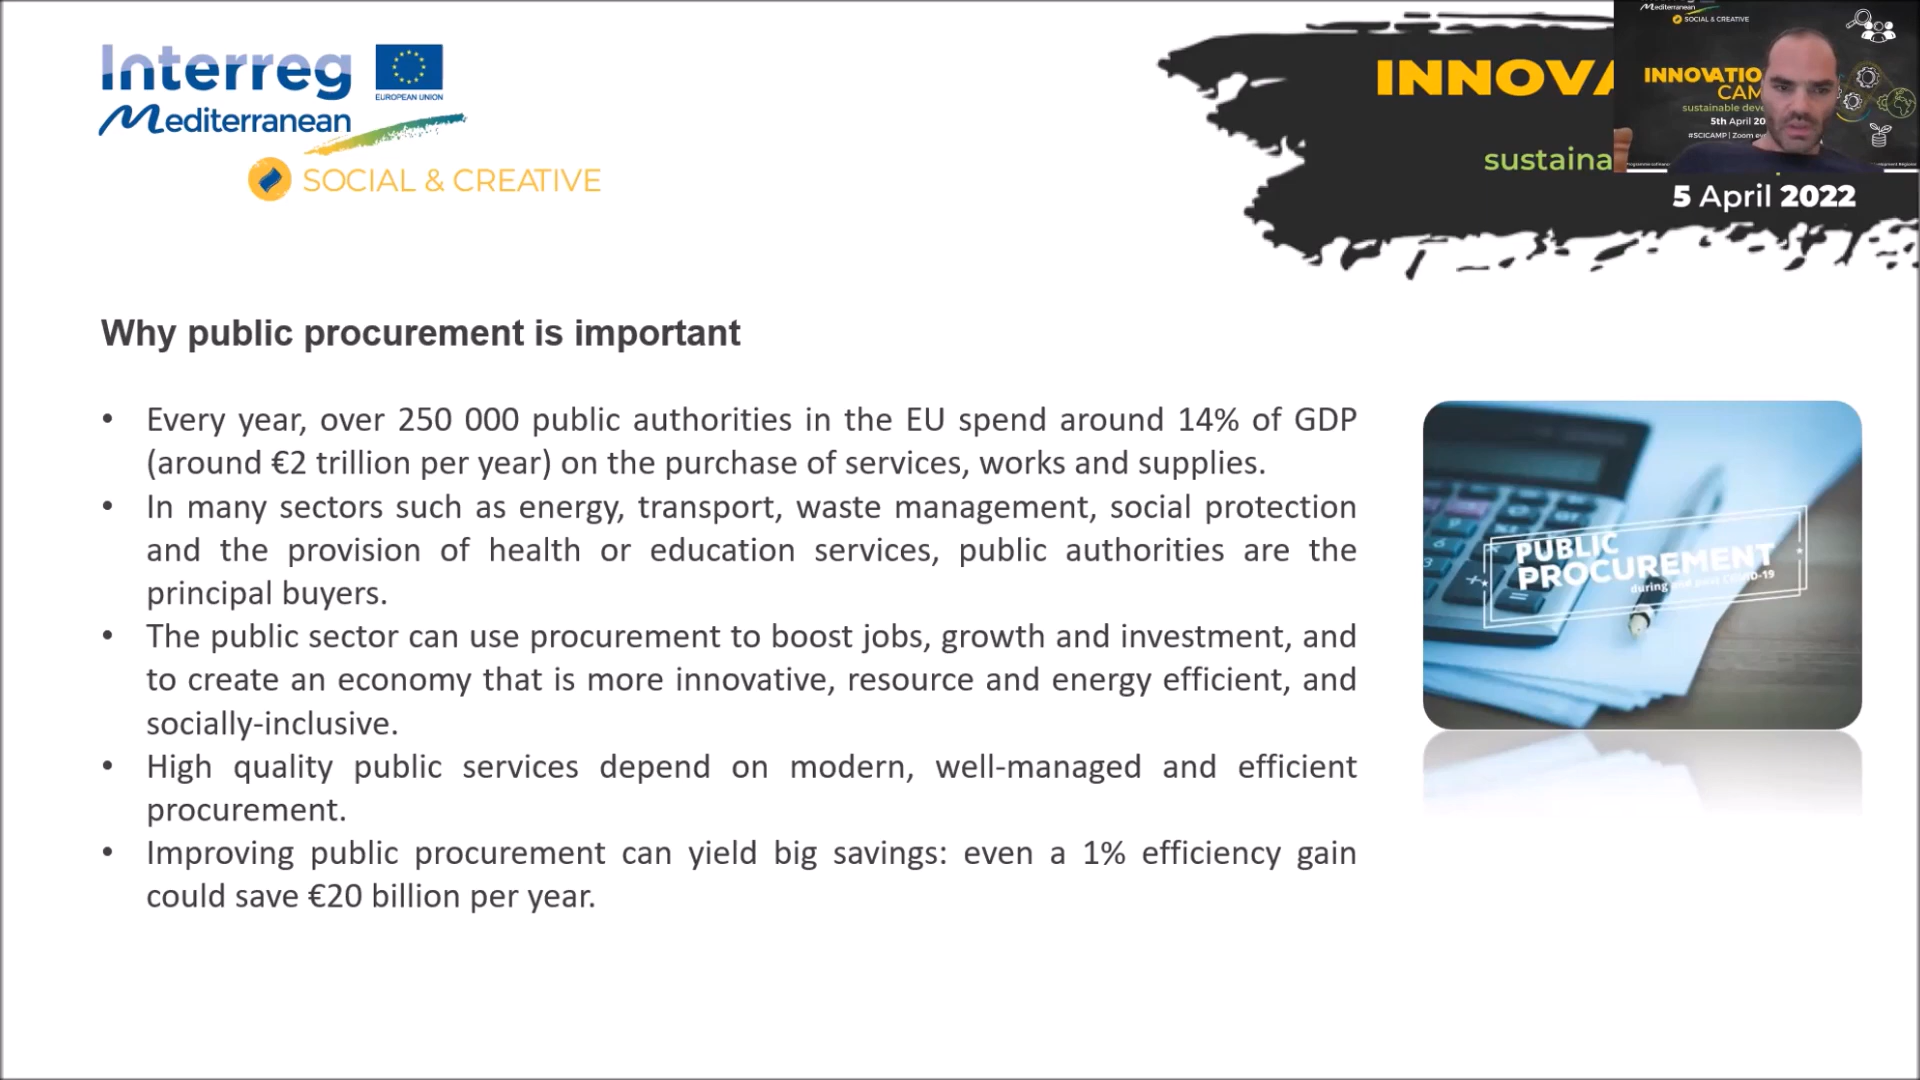 Interreg
EUROPEAN UNION
Mediterranean
SOCIAL & CREATIVE
INNOVA
sustaina
5 April 2022
Mediterranean
SOCIAL & CREATIVE
INNOVATIO
CAM
sustainable deve
5th April 20
#SCICAMP | Zoom ev
Why public procurement is important
• Every year, over 250 000 public authorities in the EU spend around 14% of GDP
(around €2 trillion per year) on the purchase of services, works and supplies.
• In many sectors such as energy, transport, waste management, social protection
and the provision of health or education services, public authorities are the
principal buyers.
• The public sector can use procurement to boost jobs, growth and investment, and
to create an economy that is more innovative, resource and energy efficient, and
socially-inclusive.
• High quality public services depend on modern, well-managed and efficient
procurement.
• Improving public procurement can yield big savings: even a 1% efficiency gain
could save €20 billion per year.
PUBLIC
PROCUREMENT
during and post COVID-19